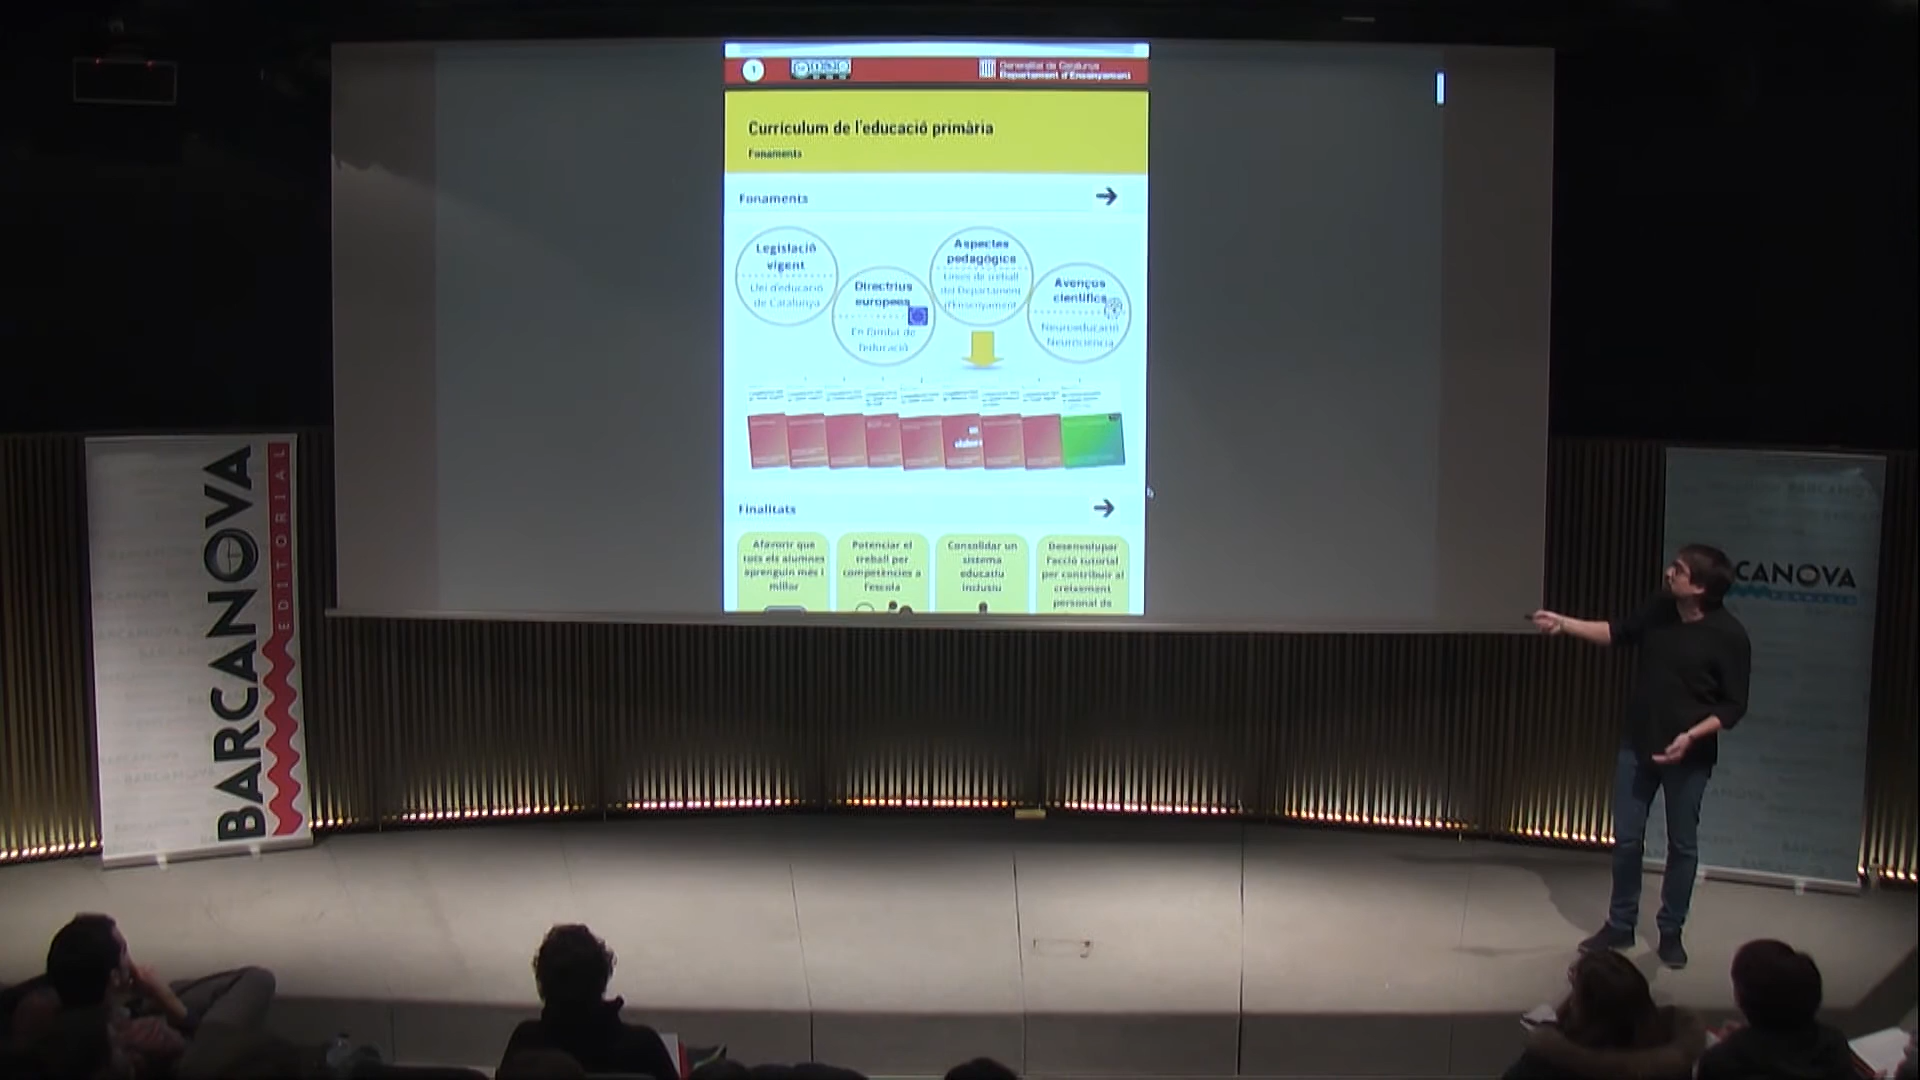 1
Generalitat de Catalunya
Departament d'Ensenyament
Currículum de l'educació primària
Fonaments
Fonaments
Legislació
vigent
Llei d'educació
de Catalunya
Directrius
europees
En l'àmbit de
l'educació
Aspectes
pedagògics
Línies de treball
del Departament
d'Ensenyament
Avenços
científics
Neuroeducació
Neurociència
Finalitats
Afavorir que
tots els alumnes
aprenguin més i
millor
Potenciar el
treball per
competències a
l'escola
Consolidar un
sistema
educatiu
inclusiu
Desenvolupar
l'acció tutorial
per contribuir al
creixement
personal de
BARCANOVA
EDITORIAL
CANOVA